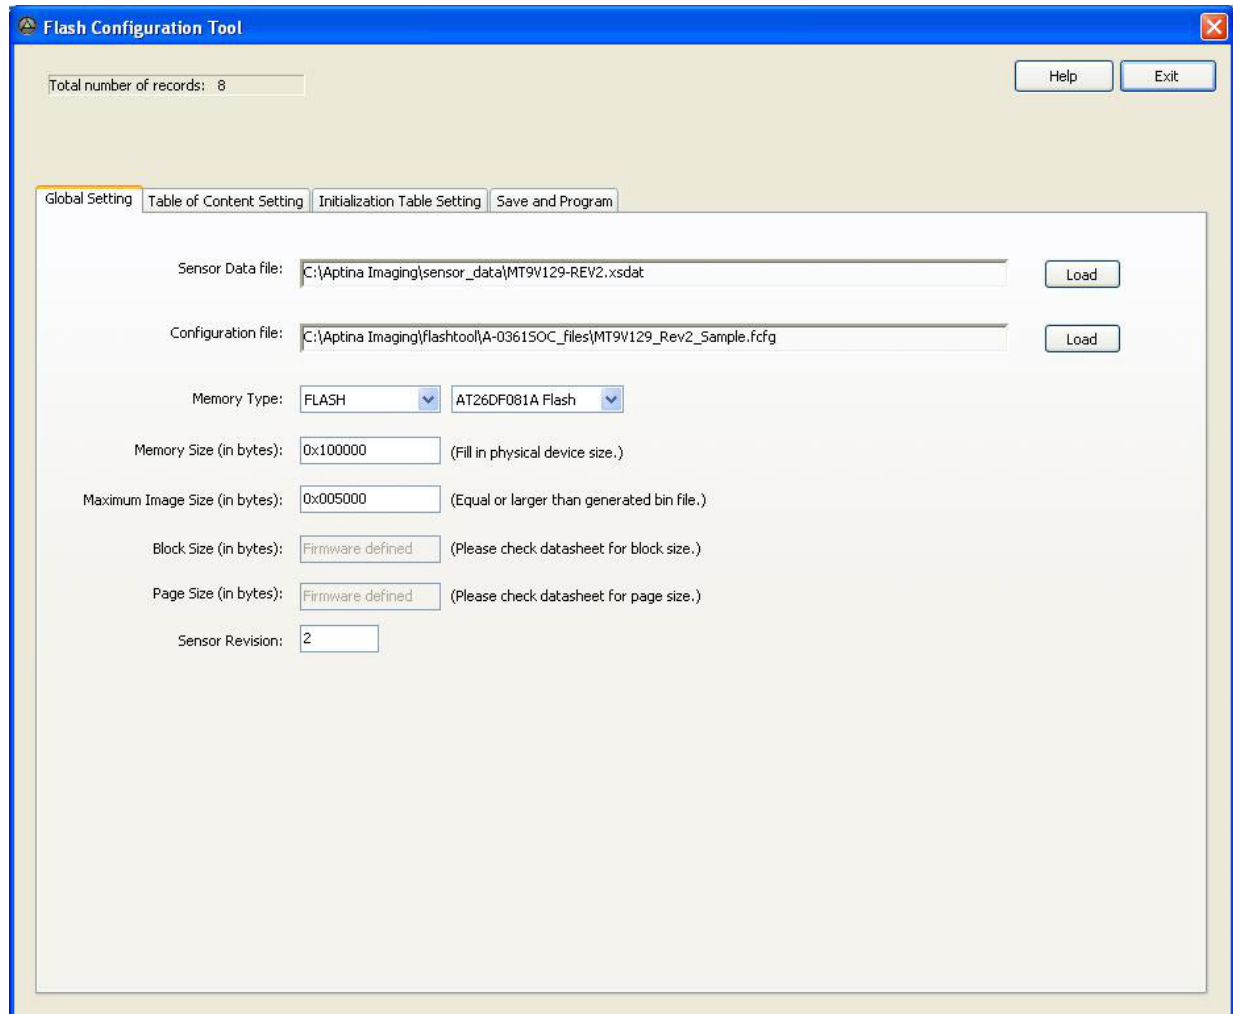 Flash Configuration Tool
Total number of records: 8
Help
Exit
Global Setting
Table of Content Setting
Initialization Table Setting
Save and Program
Sensor Data file:
C:\Aptina Imaging\sensor_data\MT9V129-REV2.xsdat
Load
Configuration file:
C:\Aptina Imaging\flashtool\A-0361SOC_files\MT9V129_Rev2_Sample.fcfg
Load
Memory Type:
FLASH
AT26DF081A Flash
Memory Size (in bytes):
0x100000
(Fill in physical device size.)
Maximum Image Size (in bytes):
0x005000
(Equal or larger than generated bin file.)
Block Size (in bytes):
Firmware defined
(Please check datasheet for block size.)
Page Size (in bytes):
Firmware defined
(Please check datasheet for page size.)
Sensor Revision:
2